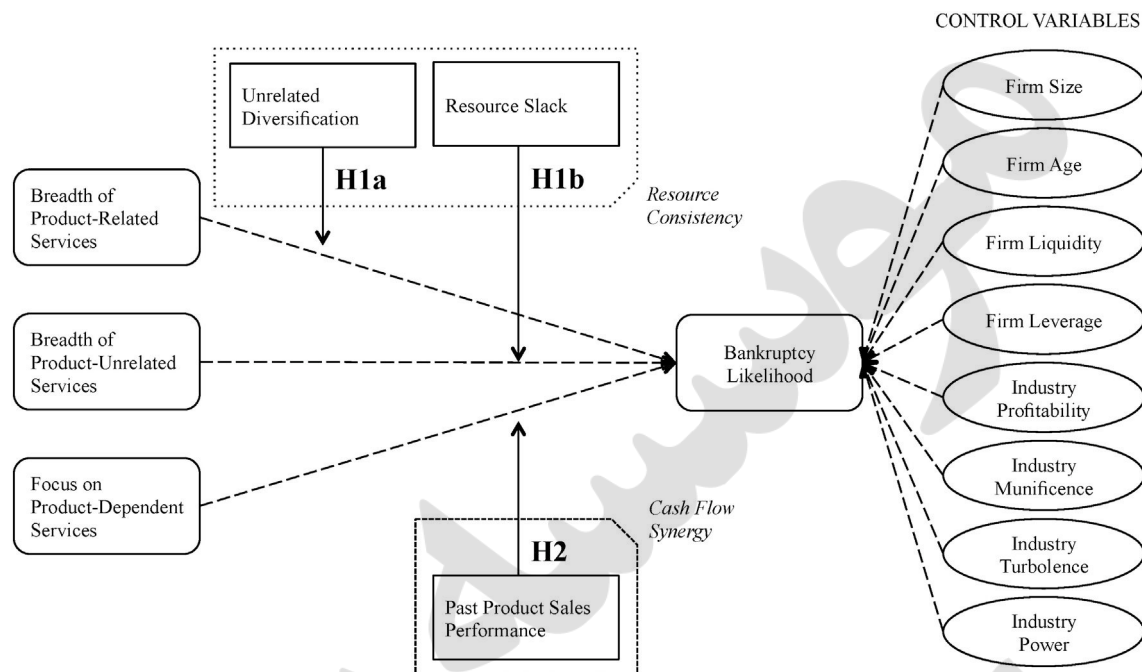 CONTROL VARIABLES
Unrelated
Diversification
Resource Slack
H1a
H1b
Resource
Consistency
Breadth of
Product-Related
Services
Breadth of
Product-Unrelated
Services
Focus on
Product-Dependent
Services
Bankruptcy
Likelihood
Cash Flow
Synergy
H2
Past Product Sales
Performance
Firm Size
Firm Age
Firm Liquidity
Firm Leverage
Industry
Profitability
Industry
Munificence
Industry
Turbolence
Industry
Power